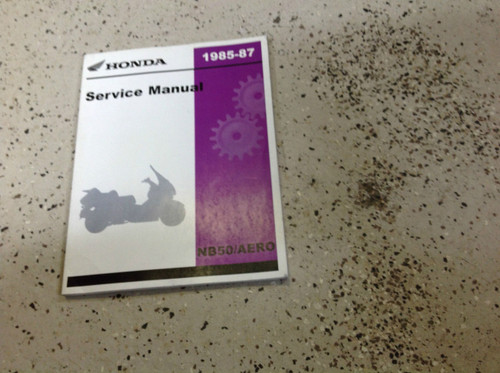 HONDA
1985-87
Service Manual
NB50/AERO